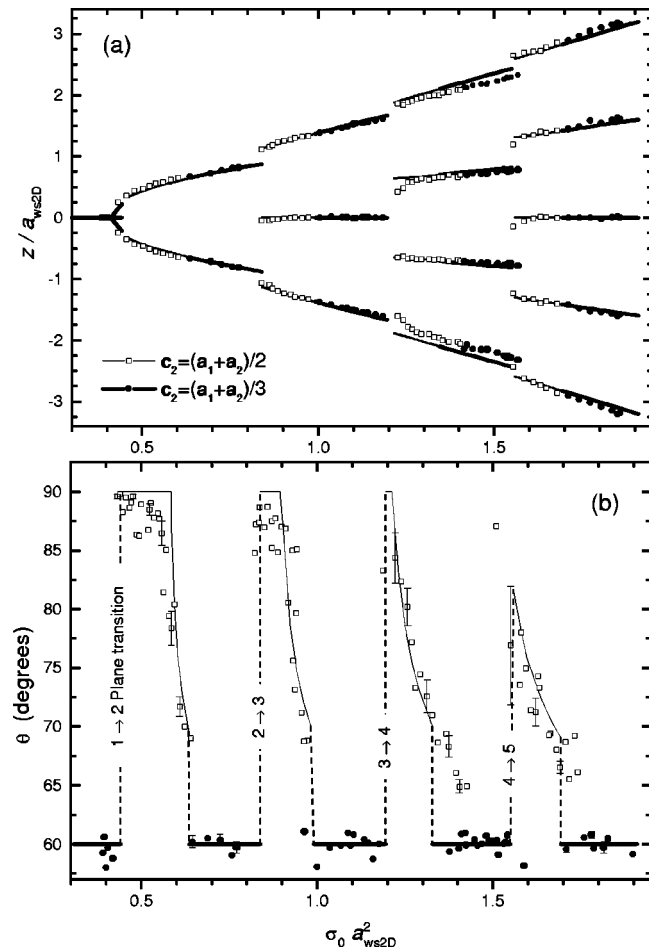 (a)
3
2
1
0
-1
-2
-3
z / a_ws2D
c₂=(a₁+a₂)/2
c₂=(a₁+a₂)/3
0.5
1.0
1.5
(b)
90
85
80
75
70
65
60
θ (degrees)
1→2 Plane transition
2→3
3→4
4→5
0.5
1.0
1.5
σ₀ a²_ws2D